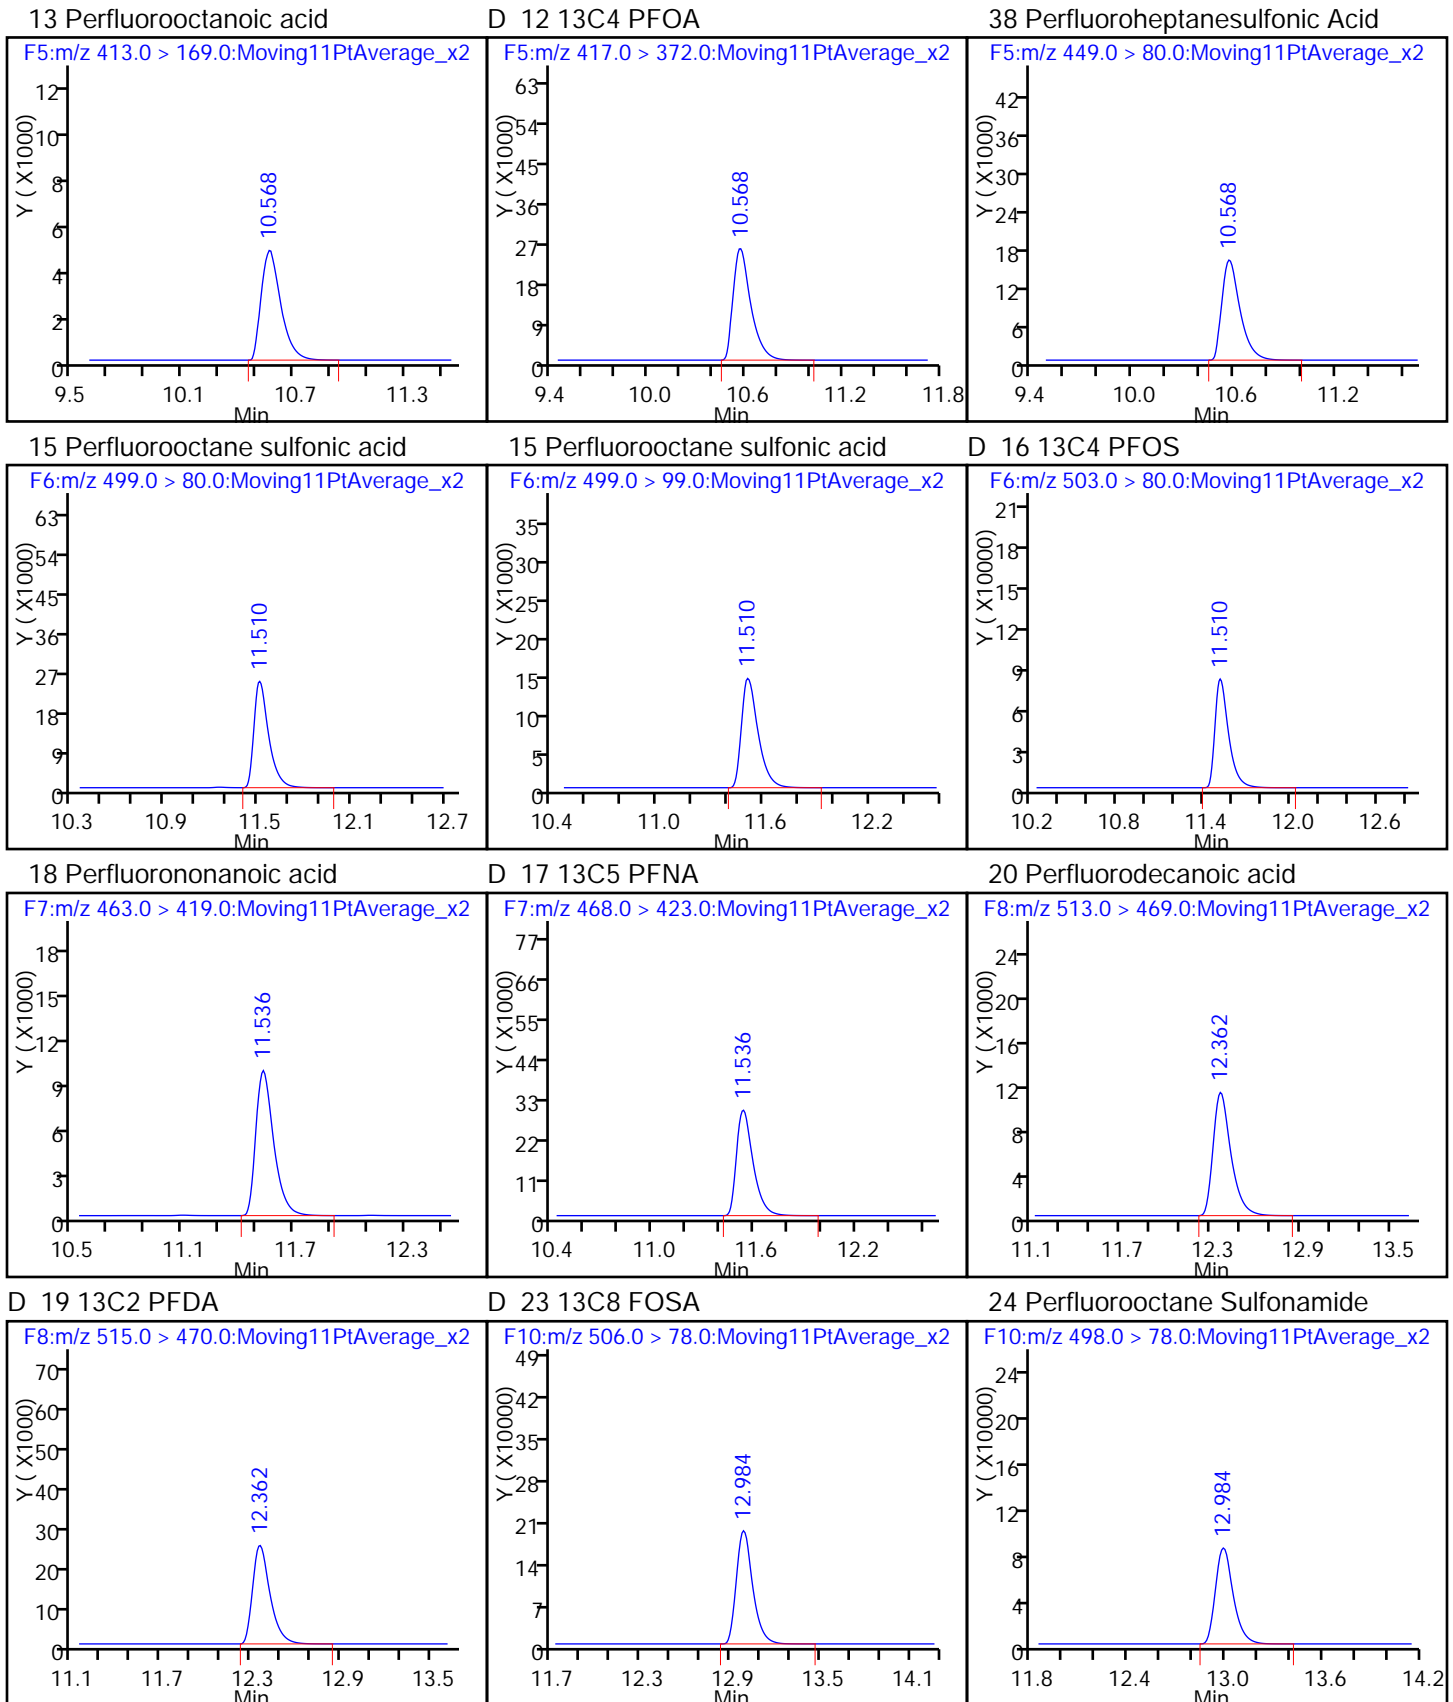 13 Perfluorooctanoic acid
F5:m/z 413.0 > 169.0:Moving11PtAverage_x2
Y ( X1000)
12
10
8
6
4
2
0
10.568
9.5 10.1 10.7 11.3
Min
D 12 13C4 PFOA
F5:m/z 417.0 > 372.0:Moving11PtAverage_x2
Y ( X1000)
63
54
45
36
27
18
9
0
10.568
9.4 10.0 10.6 11.2 11.8
Min
38 Perfluoroheptanesulfonic Acid
F5:m/z 449.0 > 80.0:Moving11PtAverage_x2
Y ( X1000)
42
36
30
24
18
12
6
0
10.568
9.4 10.0 10.6 11.2
Min
15 Perfluorooctane sulfonic acid
F6:m/z 499.0 > 80.0:Moving11PtAverage_x2
Y ( X1000)
63
54
45
36
27
18
9
0
11.510
10.3 10.9 11.5 12.1 12.7
Min
15 Perfluorooctane sulfonic acid
F6:m/z 499.0 > 99.0:Moving11PtAverage_x2
Y ( X1000)
35
30
25
20
15
10
5
0
11.510
10.4 11.0 11.6 12.2
Min
D 16 13C4 PFOS
F6:m/z 503.0 > 80.0:Moving11PtAverage_x2
Y ( X10000)
21
18
15
12
9
6
3
0
11.510
10.2 10.8 11.4 12.0 12.6
Min
18 Perfluorononanoic acid
F7:m/z 463.0 > 419.0:Moving11PtAverage_x2
Y ( X1000)
18
15
12
9
6
3
0
11.536
10.5 11.1 11.7 12.3
Min
D 17 13C5 PFNA
F7:m/z 468.0 > 423.0:Moving11PtAverage_x2
Y ( X1000)
77
66
55
44
33
22
11
0
11.536
10.4 11.0 11.6 12.2
Min
20 Perfluorodecanoic acid
F8:m/z 513.0 > 469.0:Moving11PtAverage_x2
Y ( X1000)
24
20
16
12
8
4
0
12.362
11.1 11.7 12.3 12.9 13.5
Min
D 19 13C2 PFDA
F8:m/z 515.0 > 470.0:Moving11PtAverage_x2
Y ( X1000)
70
60
50
40
30
20
10
0
12.362
11.1 11.7 12.3 12.9 13.5
Min
D 23 13C8 FOSA
F10:m/z 506.0 > 78.0:Moving11PtAverage_x2
Y ( X10000)
49
42
35
28
21
14
7
0
12.984
11.7 12.3 12.9 13.5 14.1
Min
24 Perfluorooctane Sulfonamide
F10:m/z 498.0 > 78.0:Moving11PtAverage_x2
Y ( X10000)
24
20
16
12
8
4
0
12.984
11.8 12.4 13.0 13.6 14.2
Min